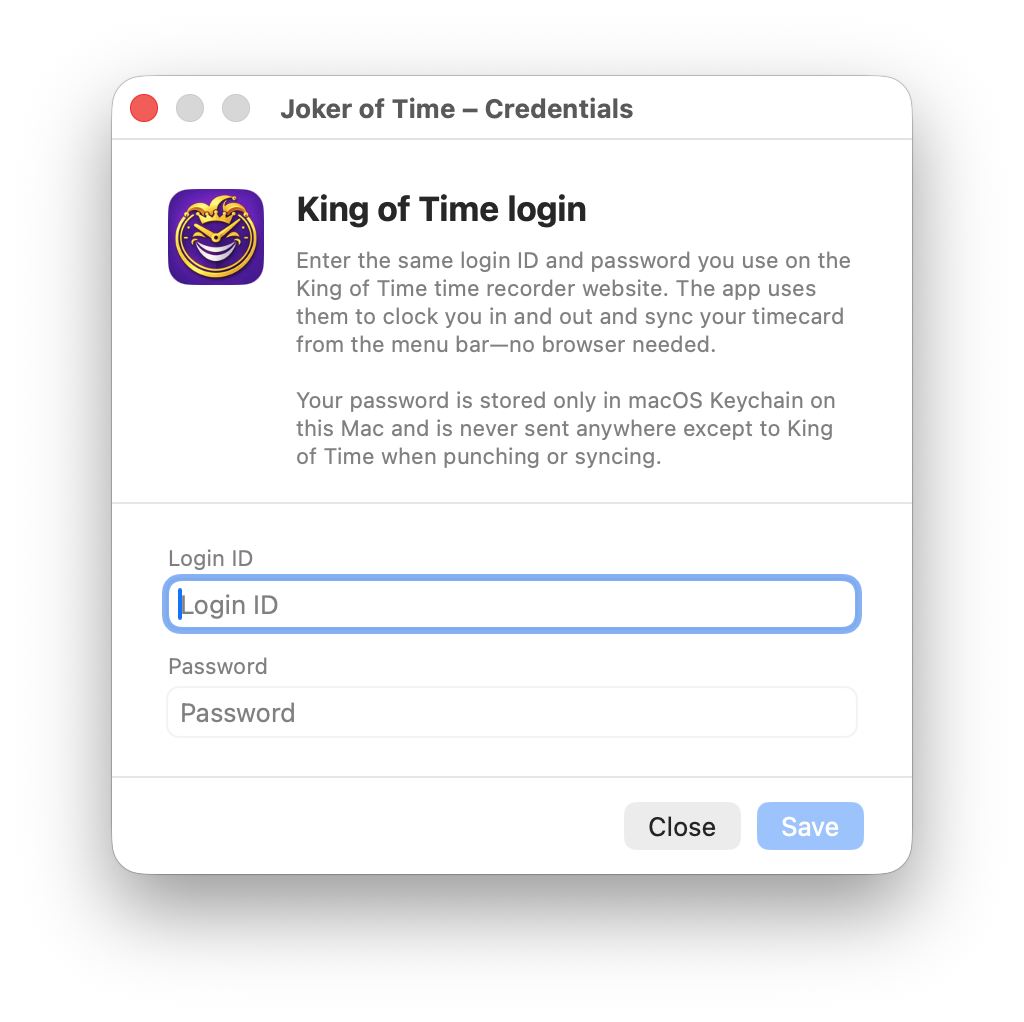 Joker of Time – Credentials
King of Time login
Enter the same login ID and password you use on the
King of Time time recorder website. The app uses
them to clock you in and out and sync your timecard
from the menu bar—no browser needed.
Your password is stored only in macOS Keychain on
this Mac and is never sent anywhere except to King
of Time when punching or syncing.
Login ID
Login ID
Password
Password
Close
Save